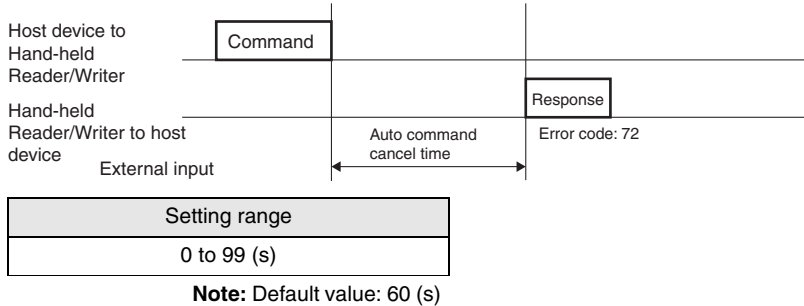 Host device to
Hand-held
Reader/Writer
Command
Hand-held
Reader/Writer to host
device
Response
Auto command
cancel time
Error code: 72
External input
Setting range
0 to 99 (s)
Note: Default value: 60 (s)